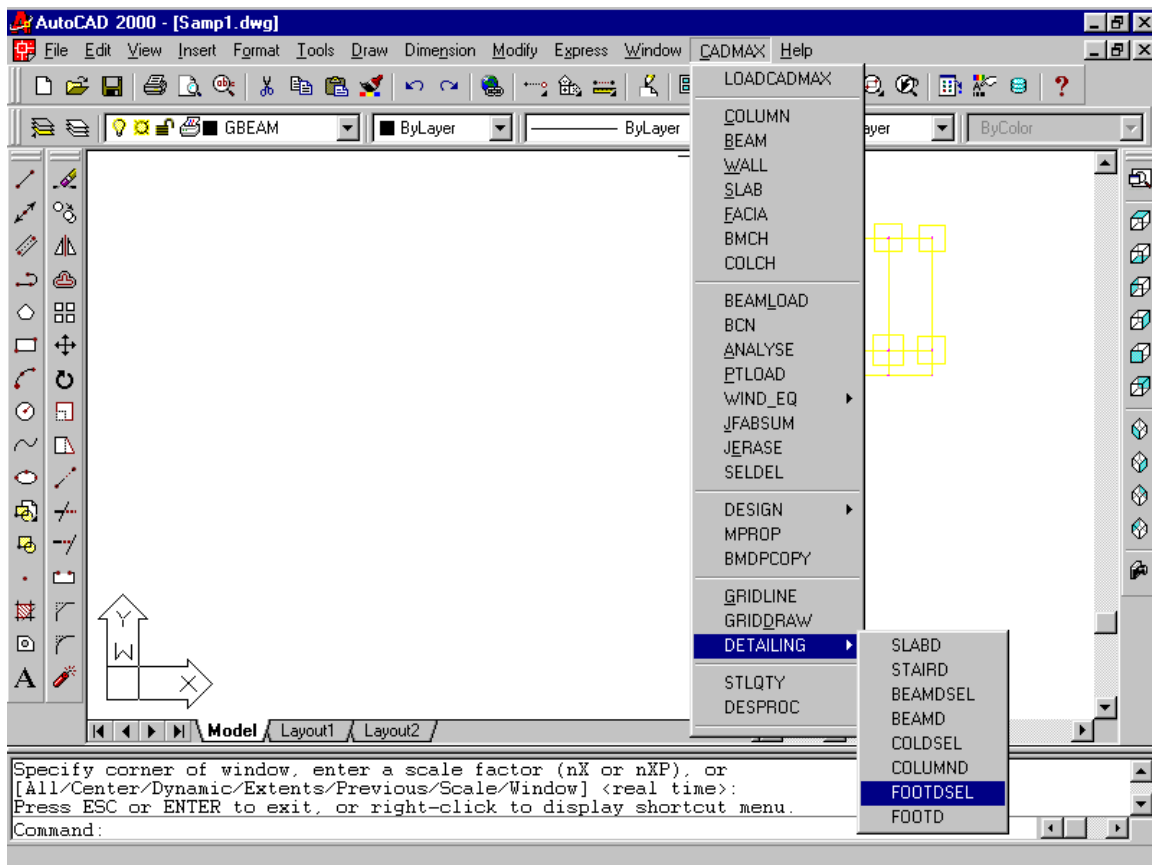 AutoCAD 2000 - [Samp1.dwg]
File Edit View Insert Format Tools Draw Dimension Modify Express Window CADMAX Help
GBEAM ByLayer ByLayer ayer ByColor
LOADCADMAX
COLUMN
BEAM
WALL
SLAB
FACIA
BMCH
COLCH
BEAMLOAD
BCN
ANALYSE
PTLOAD
WIND_EQ
JFABSUM
JERASE
SELDEL
DESIGN
MPROP
BMDPCOPY
GRIDLINE
GRIDDRAW
DETAILING
STLQTY
DESPROC
SLABD
STAIRD
BEAMDSEL
BEAMD
COLDSEL
COLUMND
FOOTDSEL
FOOTD
A
Y
W
X
Model Layout1 Layout2
Specify corner of window, enter a scale factor (nX or nXP), or
[All/Center/Dynamic/Extents/Previous/Scale/Window] <real time>:
Press ESC or ENTER to exit, or right-click to display shortcut menu.
Command: